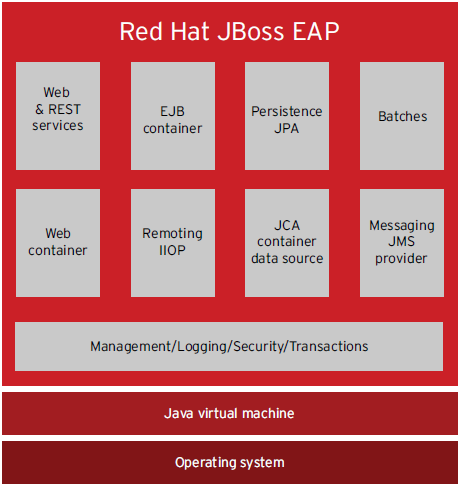 Red Hat JBoss EAP
Web
& REST
services
EJB
container
Persistence
JPA
Batches
Web
container
Remoting
IIOP
JCA
container
data source
Messaging
JMS
provider
Management/Logging/Security/Transactions
Java virtual machine
Operating system